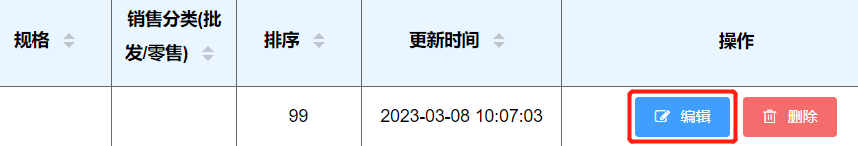 规格
销售分类(批
发/零售)
排序
更新时间
操作
99
2023-03-08 10:07:03
编辑
删除